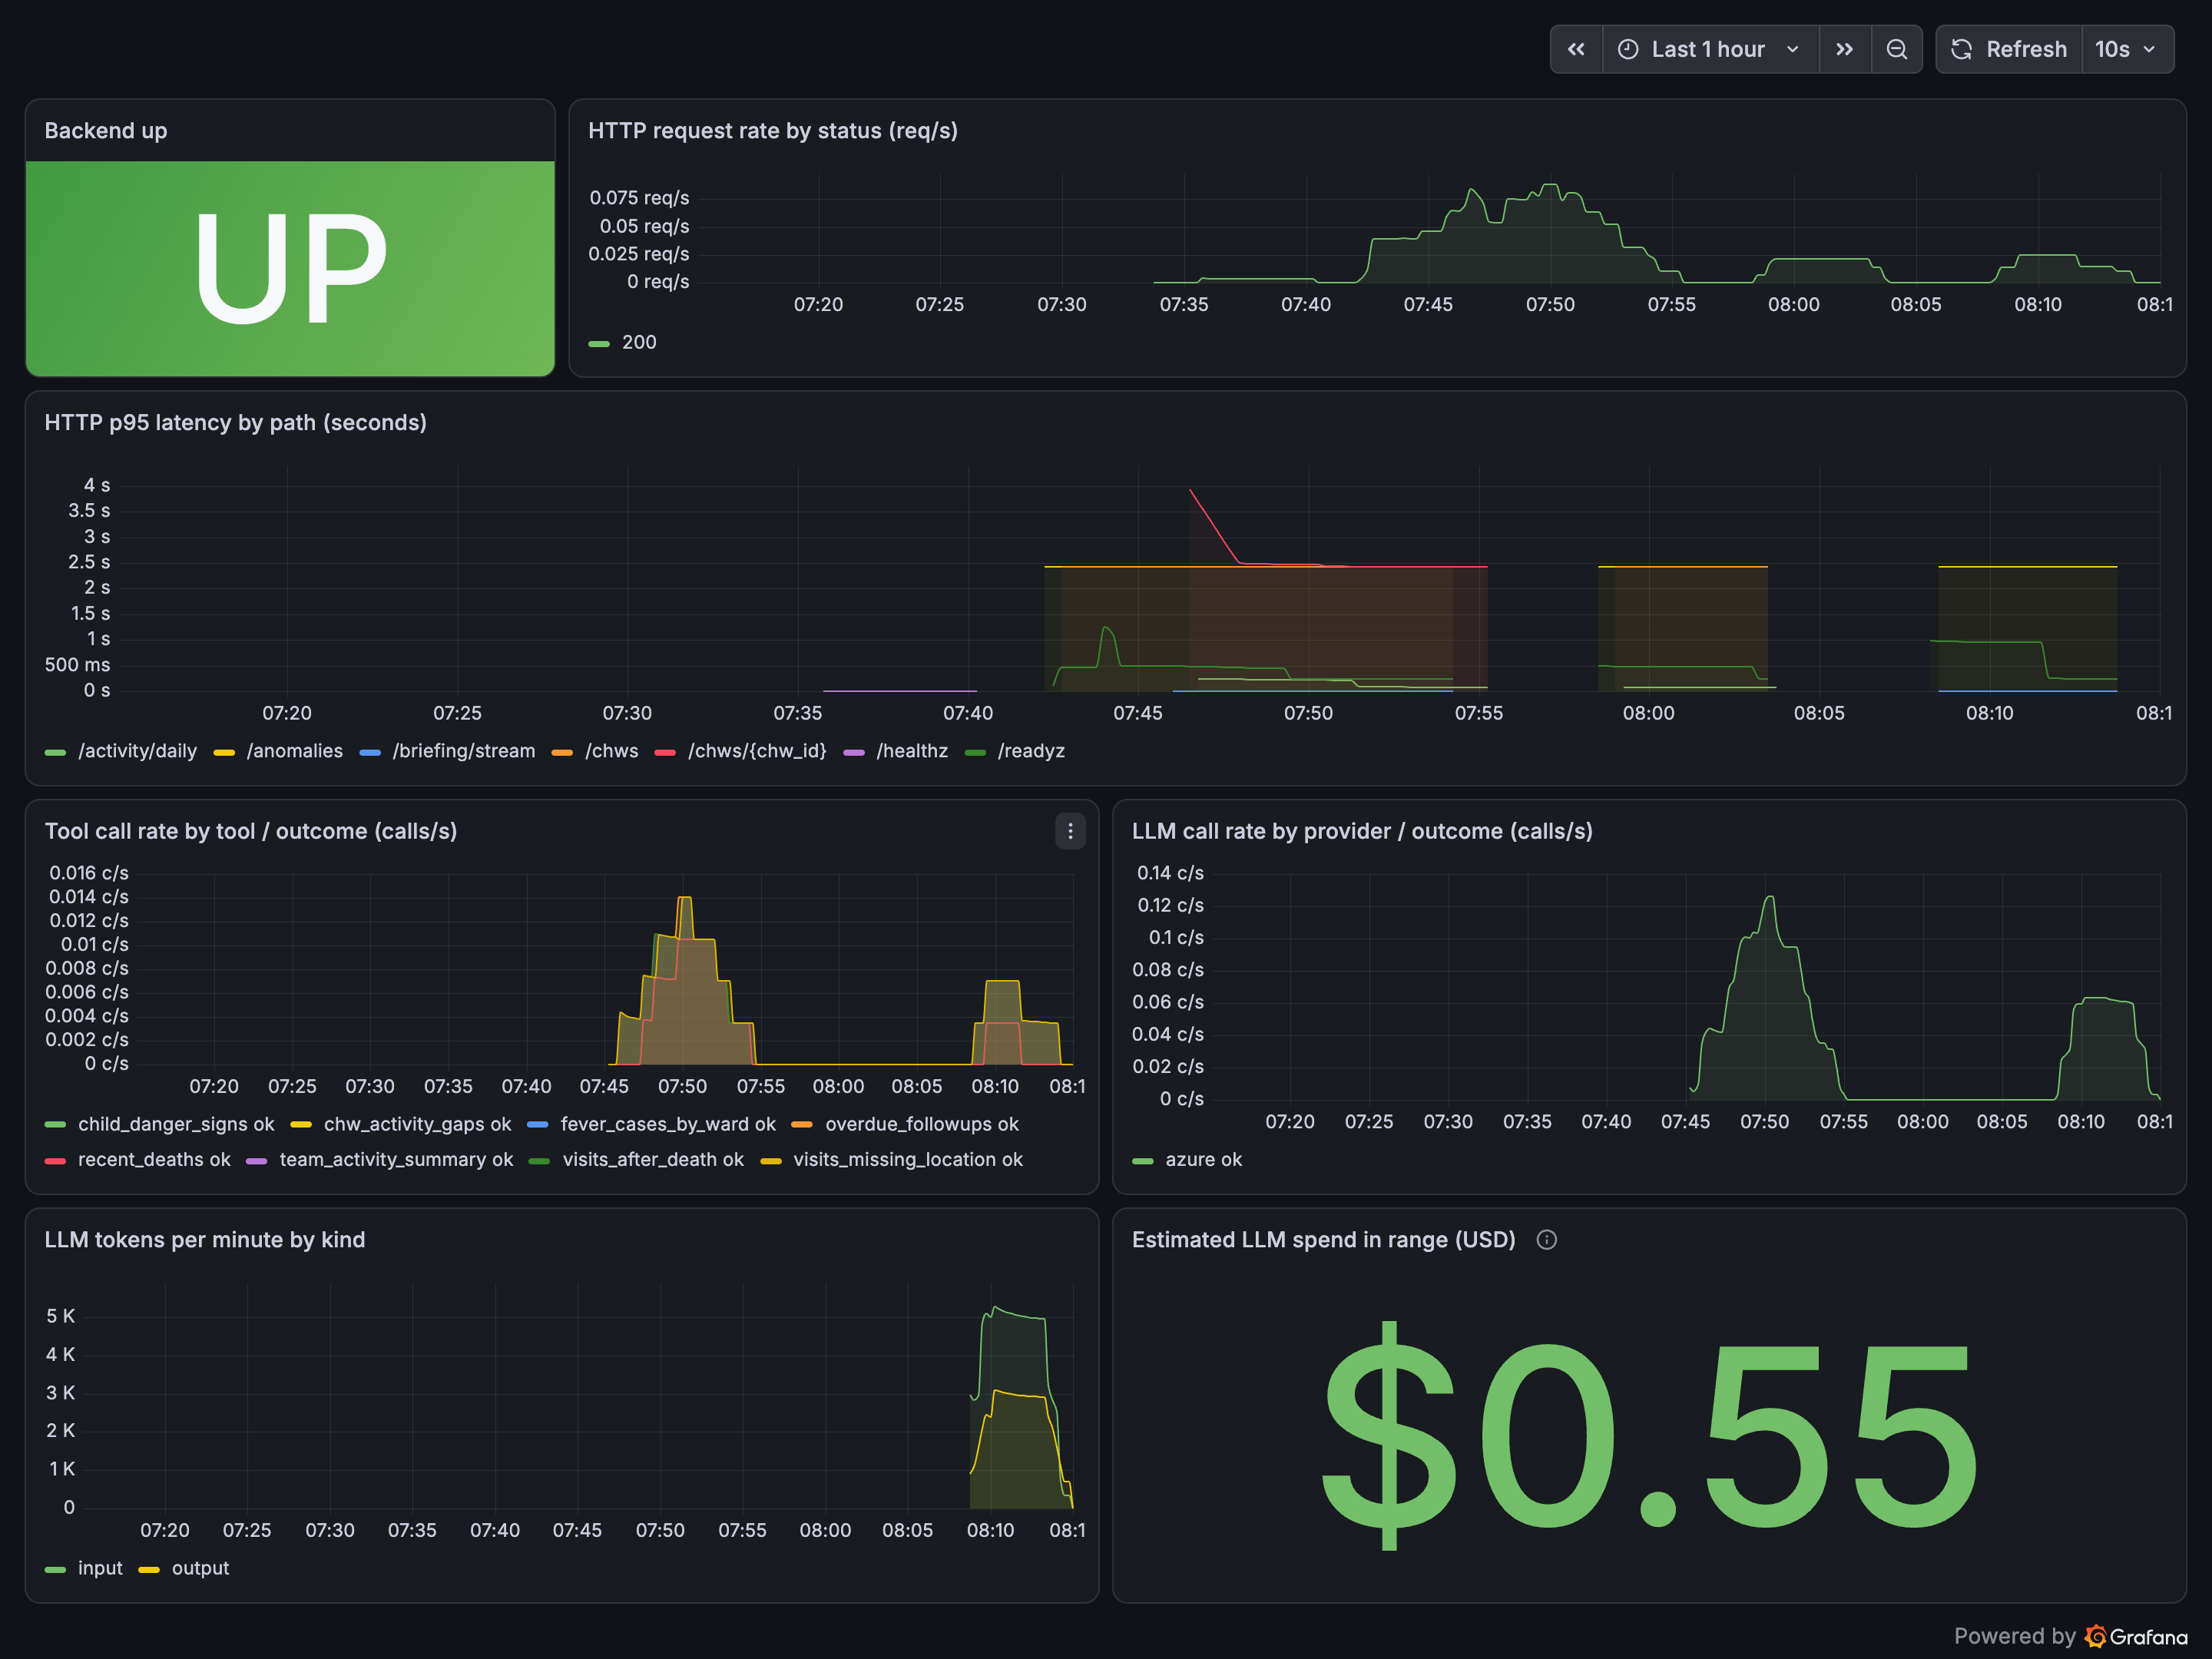 Last 1 hour Refresh 10s
Backend up
UP
HTTP request rate by status (req/s)
0.075 req/s
0.05 req/s
0.025 req/s
0 req/s
07:20 07:25 07:30 07:35 07:40 07:45 07:50 07:55 08:00 08:05 08:10 08:1
200
HTTP p95 latency by path (seconds)
4 s
3.5 s
3 s
2.5 s
2 s
1.5 s
1 s
500 ms
0 s
07:20 07:25 07:30 07:35 07:40 07:45 07:50 07:55 08:00 08:05 08:10 08:1
/activity/daily /anomalies /briefing/stream /chws /chws/{chw_id} /healthz /readyz
Tool call rate by tool / outcome (calls/s)
0.016 c/s
0.014 c/s
0.012 c/s
0.01 c/s
0.008 c/s
0.006 c/s
0.004 c/s
0.002 c/s
0 c/s
07:20 07:25 07:30 07:35 07:40 07:45 07:50 07:55 08:00 08:05 08:10 08:1
child_danger_signs ok chw_activity_gaps ok fever_cases_by_ward ok overdue_followups ok
recent_deaths ok team_activity_summary ok visits_after_death ok visits_missing_location ok
LLM call rate by provider / outcome (calls/s)
0.14 c/s
0.12 c/s
0.1 c/s
0.08 c/s
0.06 c/s
0.04 c/s
0.02 c/s
0 c/s
07:20 07:25 07:30 07:35 07:40 07:45 07:50 07:55 08:00 08:05 08:10 08:1
azure ok
LLM tokens per minute by kind
5 K
4 K
3 K
2 K
1 K
0
07:20 07:25 07:30 07:35 07:40 07:45 07:50 07:55 08:00 08:05 08:10 08:1
input output
Estimated LLM spend in range (USD)
$0.55
Powered by Grafana